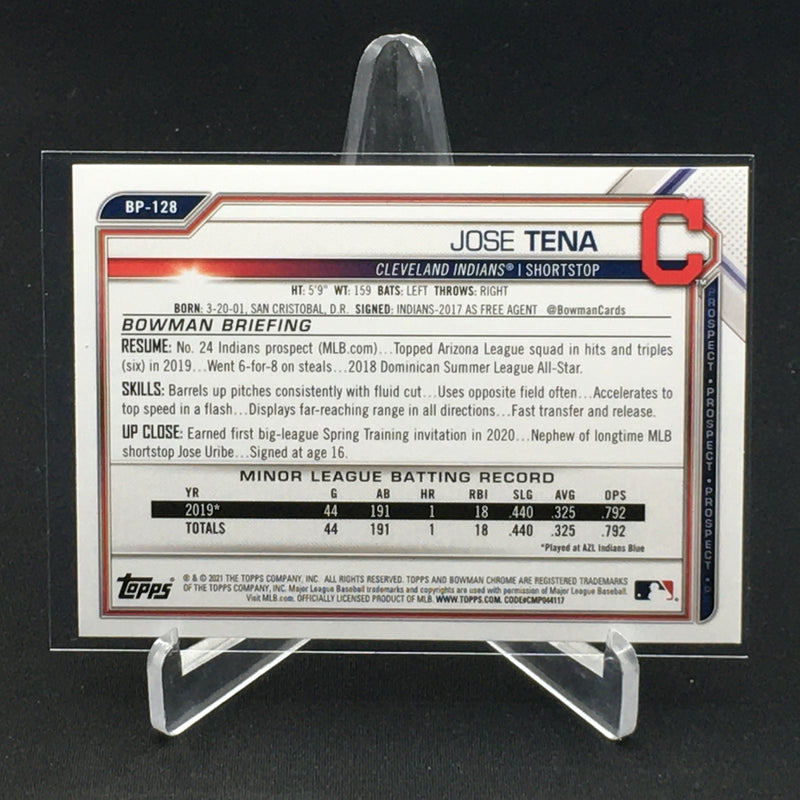 BP-128
JOSE TENA
C
CLEVELAND INDIANS® | SHORTSTOP
TM
HT: 5'9" WT: 159 BATS: LEFT THROWS: RIGHT
BORN: 3-20-01, SAN CRISTOBAL, D.R. SIGNED: INDIANS-2017 AS FREE AGENT @BowmanCards
BOWMAN BRIEFING
RESUME: No. 24 Indians prospect (MLB.com)...Topped Arizona League squad in hits and triples
(six) in 2019...Went 6-for-8 on steals...2018 Dominican Summer League All-Star.
SKILLS: Barrels up pitches consistently with fluid cut...Uses opposite field often...Accelerates to
top speed in a flash...Displays far-reaching range in all directions...Fast transfer and release.
UP CLOSE: Earned first big-league Spring Training invitation in 2020...Nephew of longtime MLB
shortstop Jose Uribe...Signed at age 16.
MINOR LEAGUE BATTING RECORD
YR G AB HR RBI SLG AVG OPS
2019* 44 191 1 18 .440 .325 .792
TOTALS 44 191 1 18 .440 .325 .792
*Played at AZL Indians Blue
PROSPECT • PROSPECT • PROSPECT •
Topps®
® & © 2021 THE TOPPS COMPANY, INC. ALL RIGHTS RESERVED. TOPPS AND BOWMAN CHROME ARE REGISTERED TRADEMARKS
OF THE TOPPS COMPANY, INC. Major League Baseball trademarks and copyrights are used with permission of Major League Baseball.
Visit MLB.com. OFFICIALLY LICENSED PRODUCT OF MLB. WWW.TOPPS.COM. CODE#CMP044117